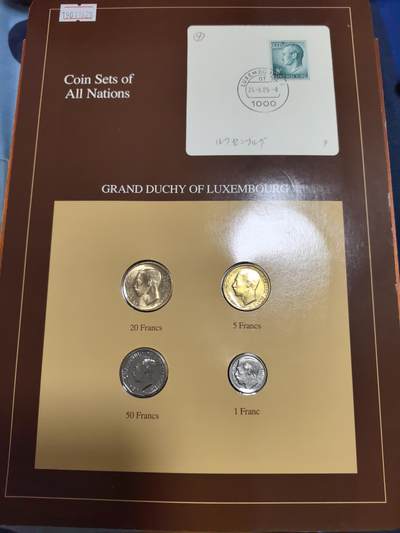 Coin Sets of
All Nations
LUXEMBOURG
1000
ルクセンブルグ
GRAND DUCHY OF LUXEMBOURG
20 Francs
5 Francs
50 Francs
1 Franc